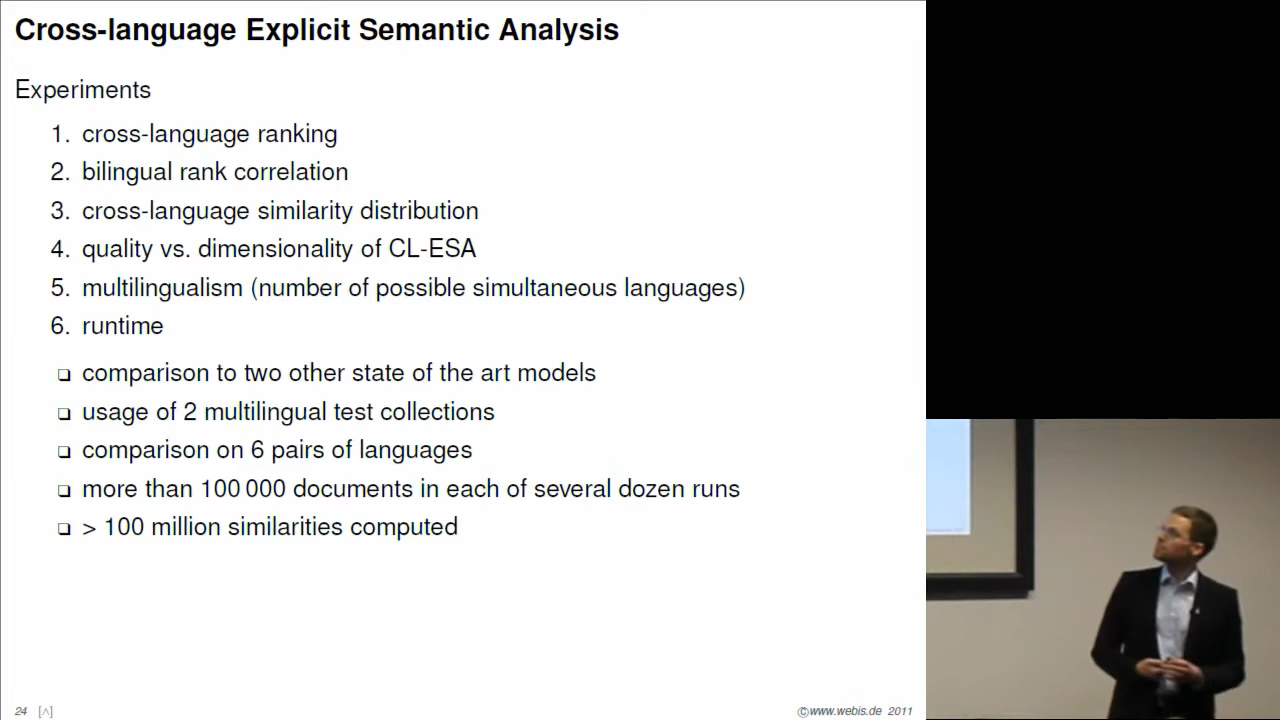 Cross-language Explicit Semantic Analysis
Experiments
1. cross-language ranking
2. bilingual rank correlation
3. cross-language similarity distribution
4. quality vs. dimensionality of CL-ESA
5. multilingualism (number of possible simultaneous languages)
6. runtime
❑ comparison to two other state of the art models
❑ usage of 2 multilingual test collections
❑ comparison on 6 pairs of languages
❑ more than 100 000 documents in each of several dozen runs
❑ > 100 million similarities computed
24 [∧]
©www.webis.de 2011